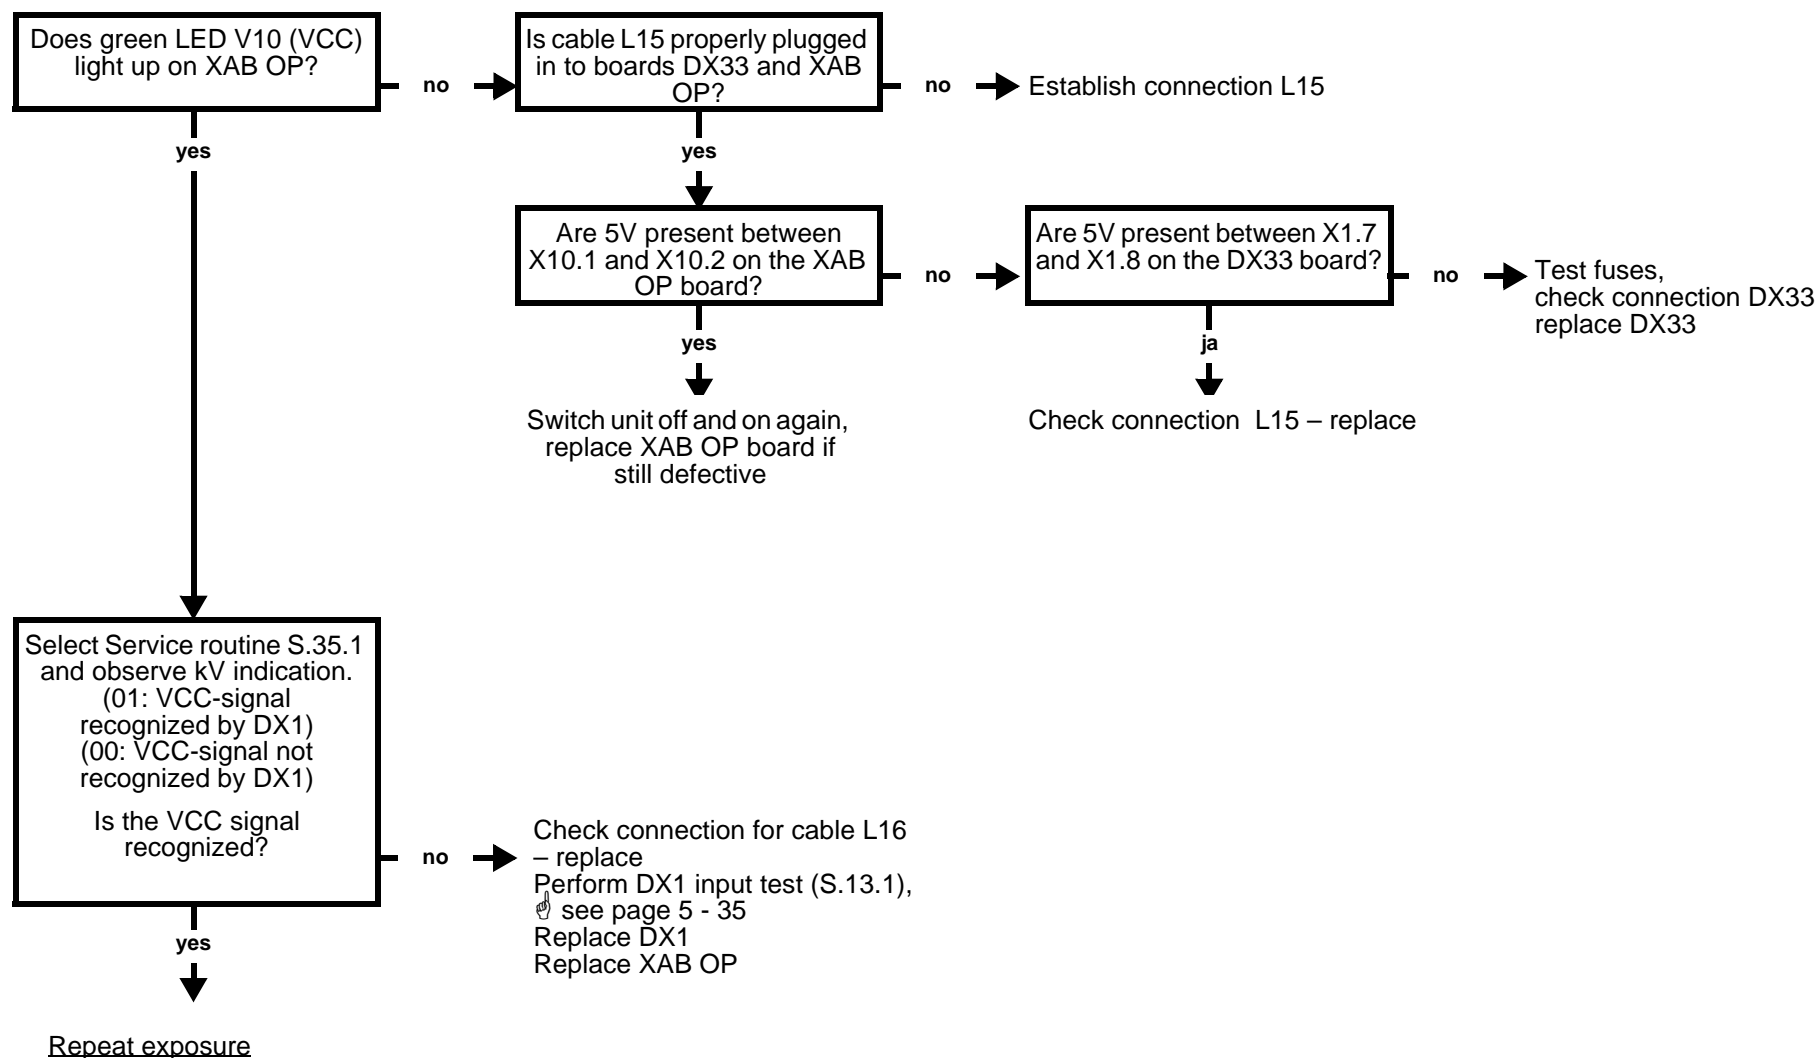 Does green LED V10 (VCC)
light up on XAB OP?
no
Is cable L15 properly plugged
in to boards DX33 and XAB
OP?
no
Establish connection L15
yes
yes
Are 5V present between
X10.1 and X10.2 on the XAB
OP board?
no
Are 5V present between X1.7
and X1.8 on the DX33 board?
no
Test fuses,
check connection DX33
replace DX33
yes
ja
Switch unit off and on again,
replace XAB OP board if
still defective
Check connection L15 – replace
Select Service routine S.35.1
and observe kV indication.
(01: VCC-signal
recognized by DX1)
(00: VCC-signal not
recognized by DX1)
Is the VCC signal
recognized?
no
Check connection for cable L16
– replace
Perform DX1 input test (S.13.1),
☝ see page 5 - 35
Replace DX1
Replace XAB OP
yes
Repeat exposure